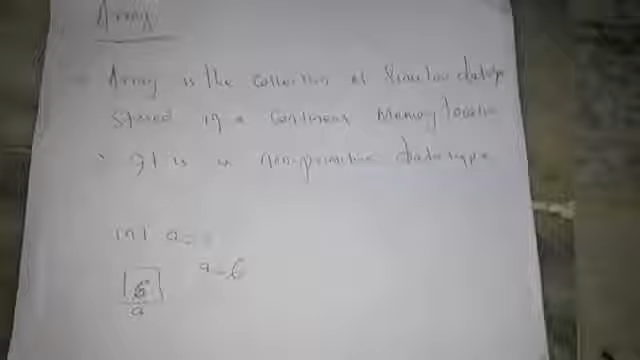 Array
Array is the collection of Similar datatype
Stored in a continous Memory location
It is a non-primitive datatype
int a =
a=6
6
a